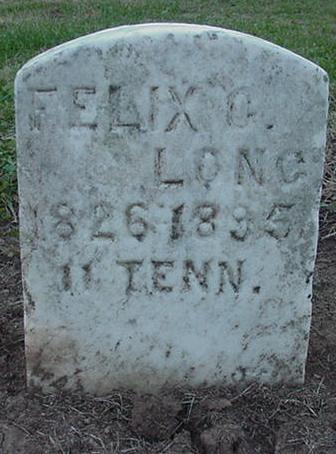 FELIX G.
LONG
1826 1895
11 TENN.